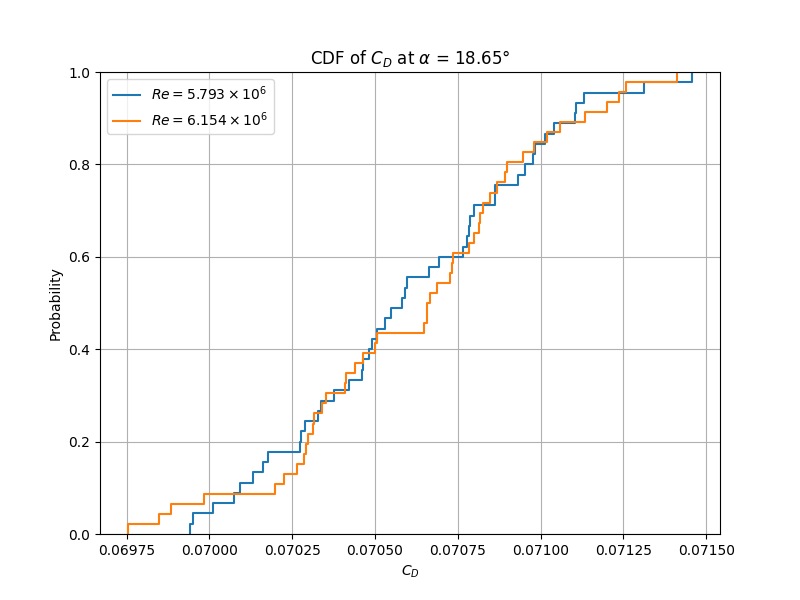 CDF of C_D at α = 18.65°
Re = 5.793 × 10^6
Re = 6.154 × 10^6
1.0
0.8
0.6
0.4
0.2
0.0
Probability
0.06975 0.07000 0.07025 0.07050 0.07075 0.07100 0.07125 0.07150
C_D